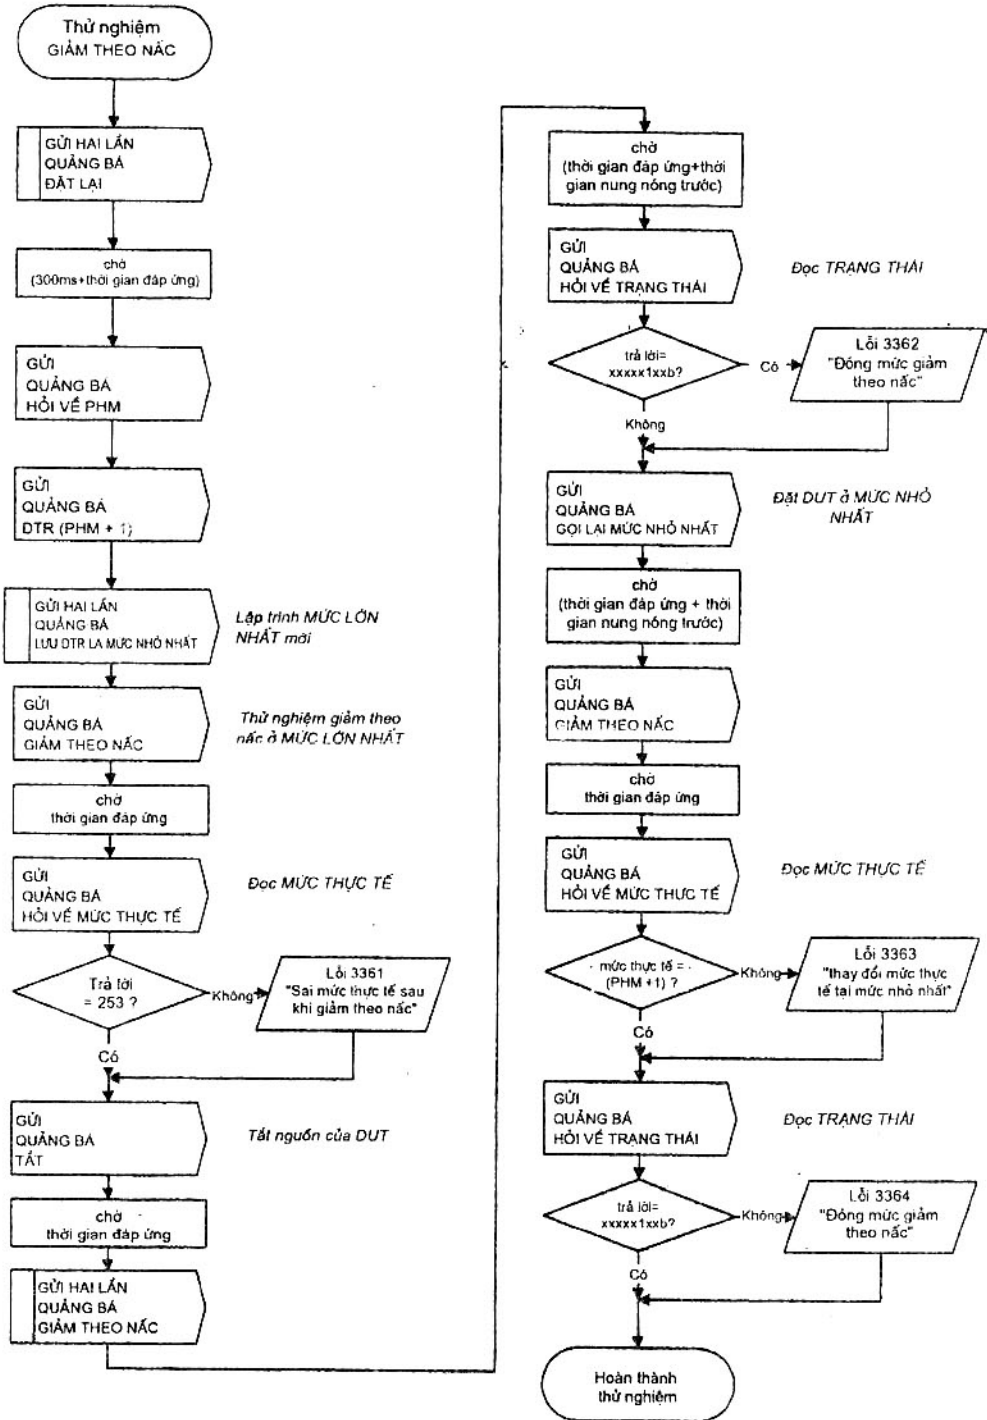 Thử nghiệm
GIẢM THEO NẤC
GỬI HAI LẦN
QUẢNG BÁ
ĐẶT LẠI
chờ
(300ms+thời gian đáp ứng)
GỬI
QUẢNG BÁ
HỎI VỀ PHM
GỬI
QUẢNG BÁ
DTR (PHM + 1)
GỬI HAI LẦN
QUẢNG BÁ
LƯU DTR LA MỨC NHỎ NHẤT
Lập trình MỨC LỚN
NHẤT mới
GỬI
QUẢNG BÁ
GIẢM THEO NẤC
Thử nghiệm giảm theo
nấc ở MỨC LỚN NHẤT
chờ
thời gian đáp ứng
GỬI
QUẢNG BÁ
HỎI VỀ MỨC THỰC TẾ
Đọc MỨC THỰC TẾ
Trả lời
= 253 ?
Không
Lỗi 3361
"Sai mức thực tế sau
khi giảm theo nấc"
Có
GỬI
QUẢNG BÁ
TẮT
Tắt nguồn của DUT
chờ
thời gian đáp ứng
GỬI HAI LẦN
QUẢNG BÁ
GIẢM THEO NẤC
chờ
(thời gian đáp ứng+thời
gian nung nóng trước)
GỬI
QUẢNG BÁ
HỎI VỀ TRẠNG THÁI
Đọc TRẠNG THÁI
trả lời=
xxxxx1xxb?
Có
Lỗi 3362
"Đóng mức giảm
theo nấc"
Không
GỬI
QUẢNG BÁ
GỌI LẠI MỨC NHỎ NHẤT
Đặt DUT ở MỨC NHỎ
NHẤT
chờ
(thời gian đáp ứng + thời
gian nung nóng trước)
GỬI
QUẢNG BÁ
GIẢM THEO NẤC
chờ
thời gian đáp ứng
GỬI
QUẢNG BÁ
HỎI VỀ MỨC THỰC TẾ
Đọc MỨC THỰC TẾ
mức thực tế =
(PHM +1) ?
Không
Lỗi 3363
"thay đổi mức thực
tế tại mức nhỏ nhất"
Có
GỬI
QUẢNG BÁ
HỎI VỀ TRẠNG THÁI
Đọc TRẠNG THÁI
trả lời=
xxxxx1xxb?
Không
Lỗi 3364
"Đóng mức giảm
theo nấc"
Có
Hoàn thành
thử nghiệm